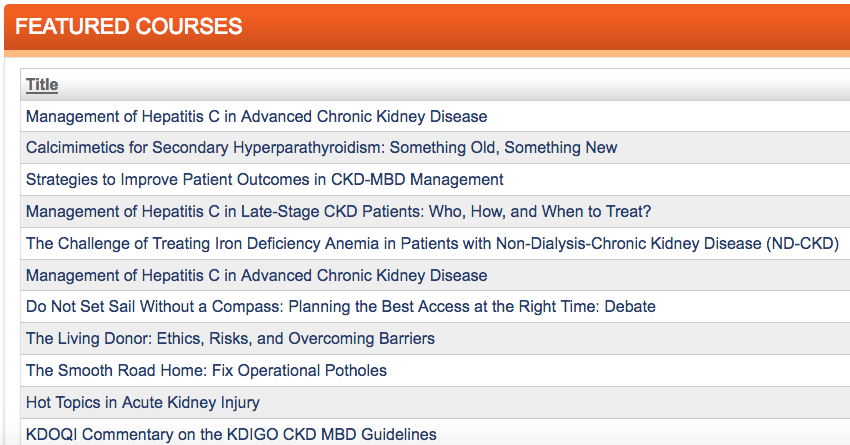 FEATURED COURSES
Title
Management of Hepatitis C in Advanced Chronic Kidney Disease
Calcimimetics for Secondary Hyperparathyroidism: Something Old, Something New
Strategies to Improve Patient Outcomes in CKD-MBD Management
Management of Hepatitis C in Late-Stage CKD Patients: Who, How, and When to Treat?
The Challenge of Treating Iron Deficiency Anemia in Patients with Non-Dialysis-Chronic Kidney Disease (ND-CKD)
Management of Hepatitis C in Advanced Chronic Kidney Disease
Do Not Set Sail Without a Compass: Planning the Best Access at the Right Time: Debate
The Living Donor: Ethics, Risks, and Overcoming Barriers
The Smooth Road Home: Fix Operational Potholes
Hot Topics in Acute Kidney Injury
KDOQI Commentary on the KDIGO CKD MBD Guidelines